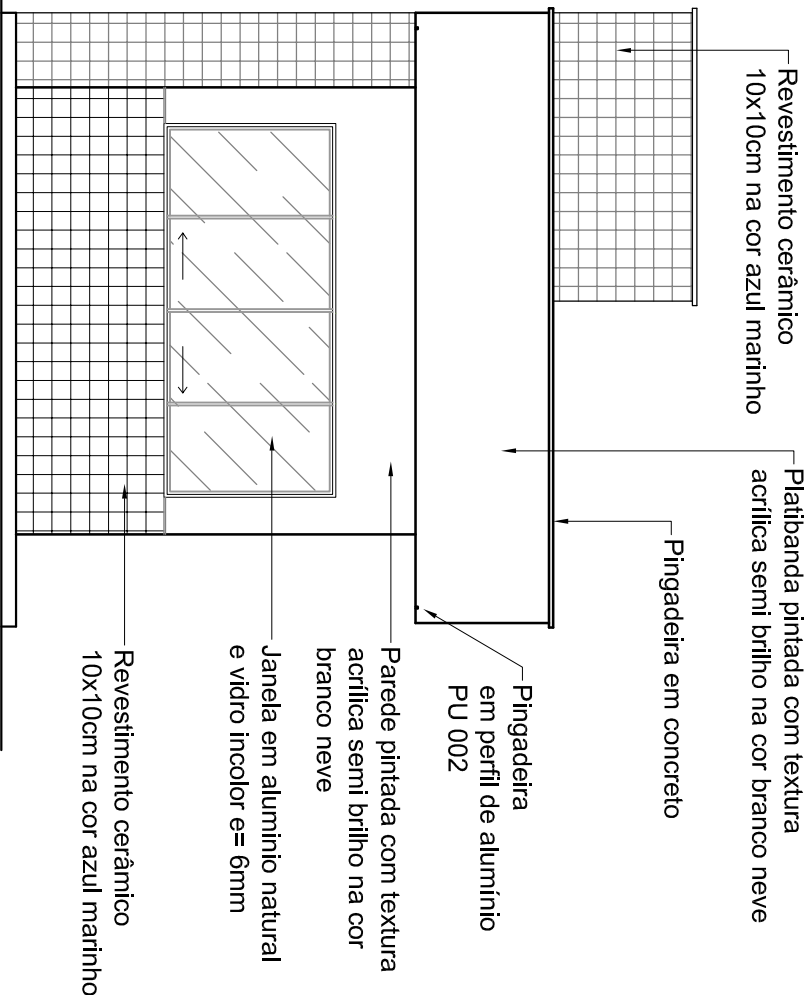 Revestimento cerâmico
10x10cm na cor azul marinho
Platibanda pintada com textura
acrílica semi brilho na cor branco neve
Pingadeira em concreto
Pingadeira
em perfil de alumínio
PU 002
Parede pintada com textura
acrílica semi brilho na cor
branco neve
Janela em aluminio natural
e vidro incolor e= 6mm
Revestimento cerâmico
10x10cm na cor azul marinho